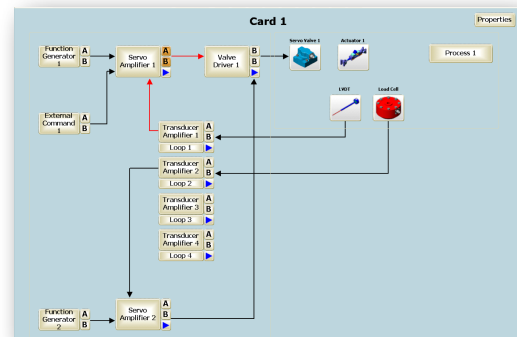 Card 1
Properties
Function
Generator
1
A
B
Servo
Amplifier 1
A
B
Valve
Driver 1
B
B
Servo Valve 1
Actuator 1
Process 1
External
Command
1
A
B
LVDT
Load Cell
Transducer
Amplifier 1
A
B
Loop 1
Transducer
Amplifier 2
A
B
Loop 2
Transducer
Amplifier 3
A
B
Loop 3
Transducer
Amplifier 4
A
B
Loop 4
Function
Generator
2
A
B
Servo
Amplifier 2
A
B